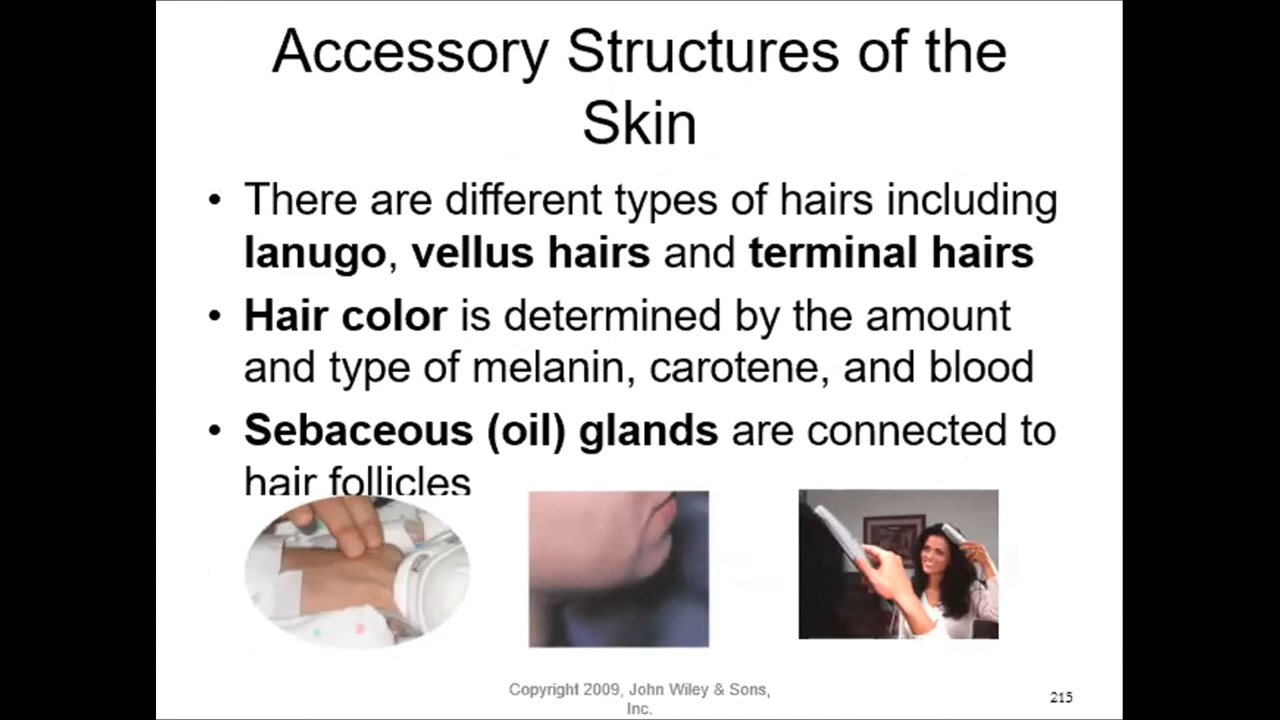 Accessory Structures of the
Skin
• There are different types of hairs including
lanugo, vellus hairs and terminal hairs
• Hair color is determined by the amount
and type of melanin, carotene, and blood
• Sebaceous (oil) glands are connected to
hair follicles
Copyright 2009, John Wiley & Sons,
Inc.
215